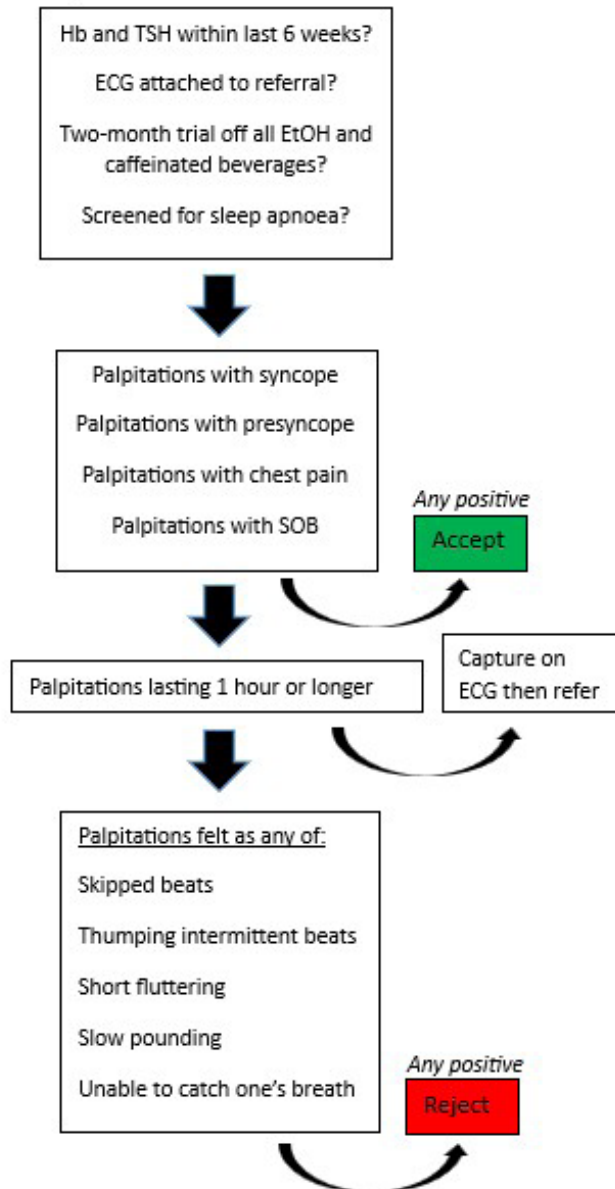 Hb and TSH within last 6 weeks?
ECG attached to referral?
Two-month trial off all EtOH and
caffeinated beverages?
Screened for sleep apnoea?
Palpitations with syncope
Palpitations with presyncope
Palpitations with chest pain
Palpitations with SOB
Any positive
Accept
Palpitations lasting 1 hour or longer
Capture on
ECG then refer
Palpitations felt as any of:
Skipped beats
Thumping intermittent beats
Short fluttering
Slow pounding
Unable to catch one's breath
Any positive
Reject